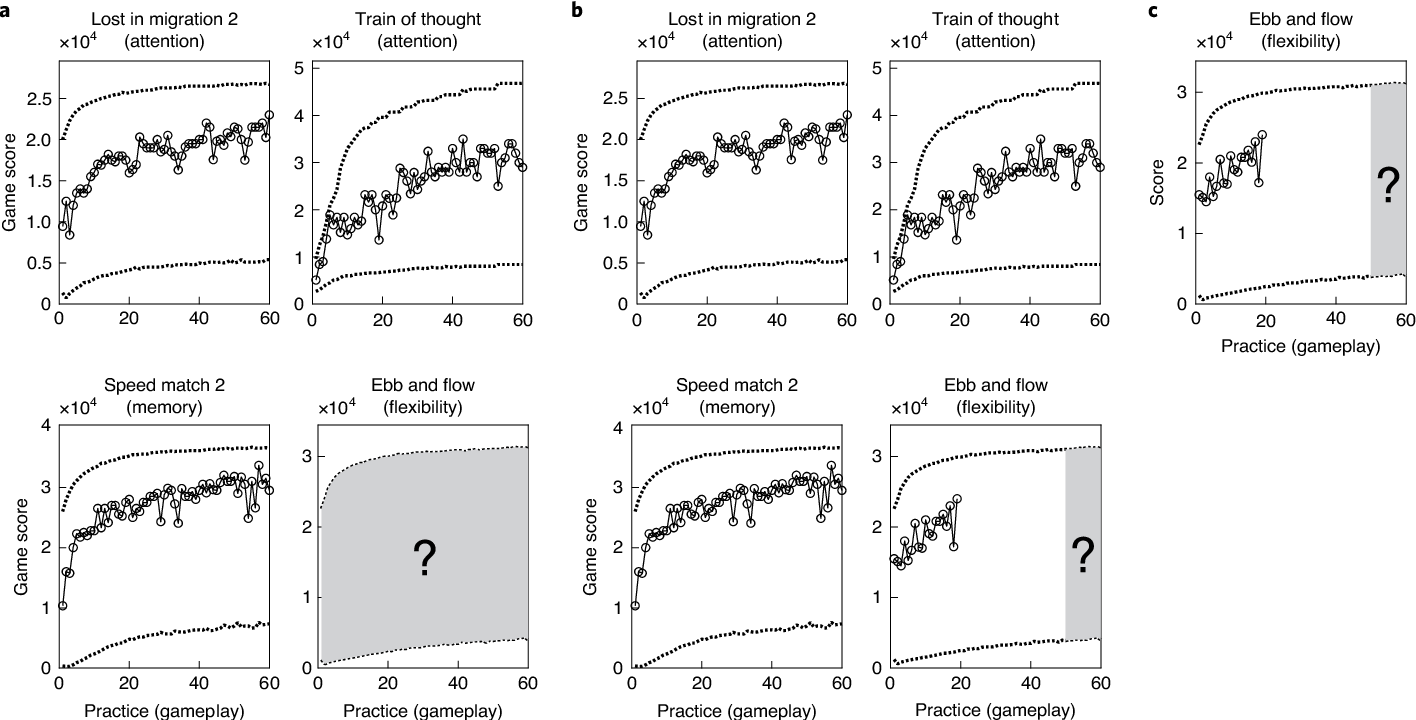 a
Lost in migration 2
(attention)
×10⁴
2.5
2.0
1.5
1.0
0.5
0
Game score
0 20 40 60
Train of thought
(attention)
×10⁴
5
4
3
2
1
0
0 20 40 60
Speed match 2
(memory)
×10⁴
4
3
2
1
0
Game score
0 20 40 60
Practice (gameplay)
Ebb and flow
(flexibility)
×10⁴
3
2
1
0
?
0 20 40 60
Practice (gameplay)
b
Lost in migration 2
(attention)
×10⁴
2.5
2.0
1.5
1.0
0.5
0
Game score
0 20 40 60
Train of thought
(attention)
×10⁴
5
4
3
2
1
0
0 20 40 60
Speed match 2
(memory)
×10⁴
4
3
2
1
0
Game score
0 20 40 60
Practice (gameplay)
Ebb and flow
(flexibility)
×10⁴
3
2
1
0
?
0 20 40 60
Practice (gameplay)
c
Ebb and flow
(flexibility)
×10⁴
3
2
1
0
Score
?
0 20 40 60
Practice (gameplay)